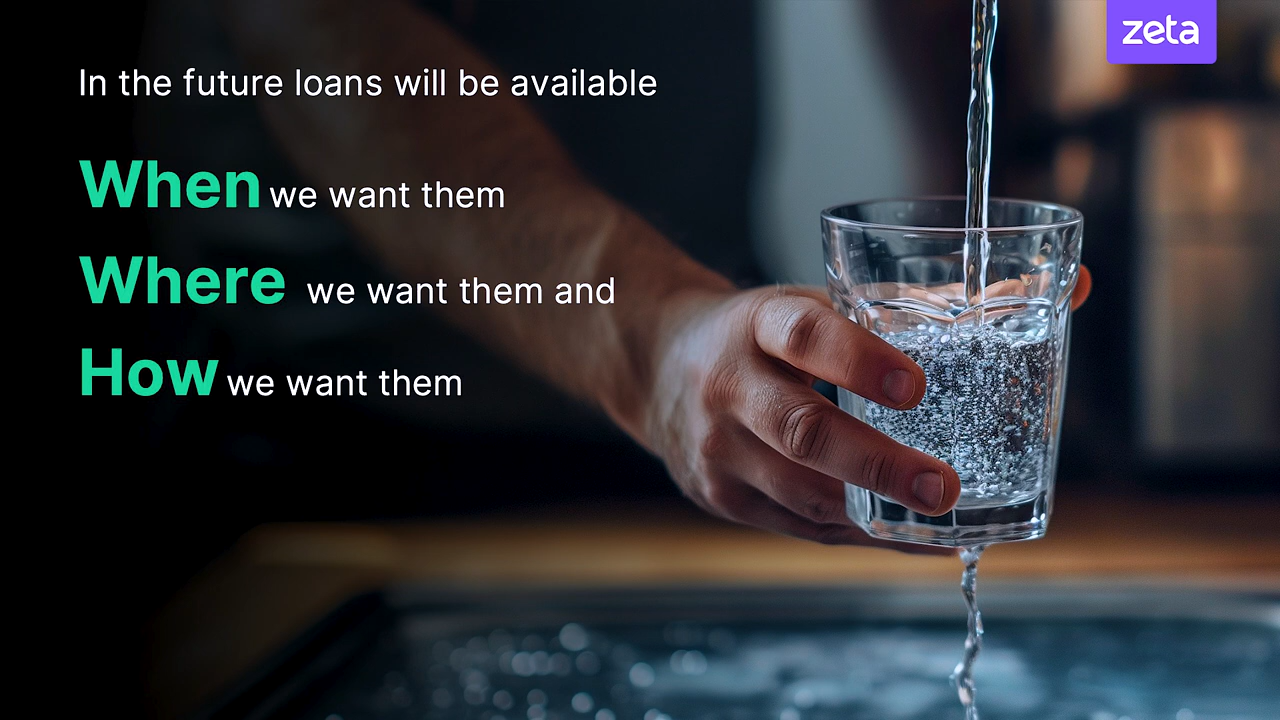 zeta
In the future loans will be available
When we want them
Where we want them and
How we want them